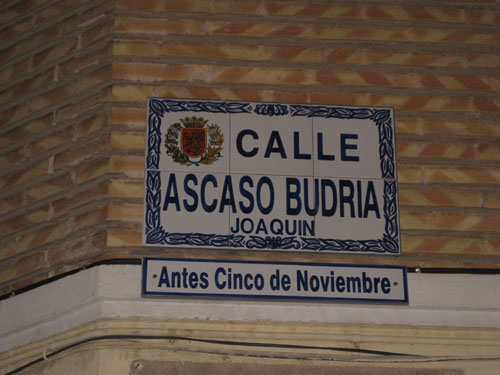 CALLE
ASCASO BUDRIA
JOAQUIN
Antes Cinco de Noviembre